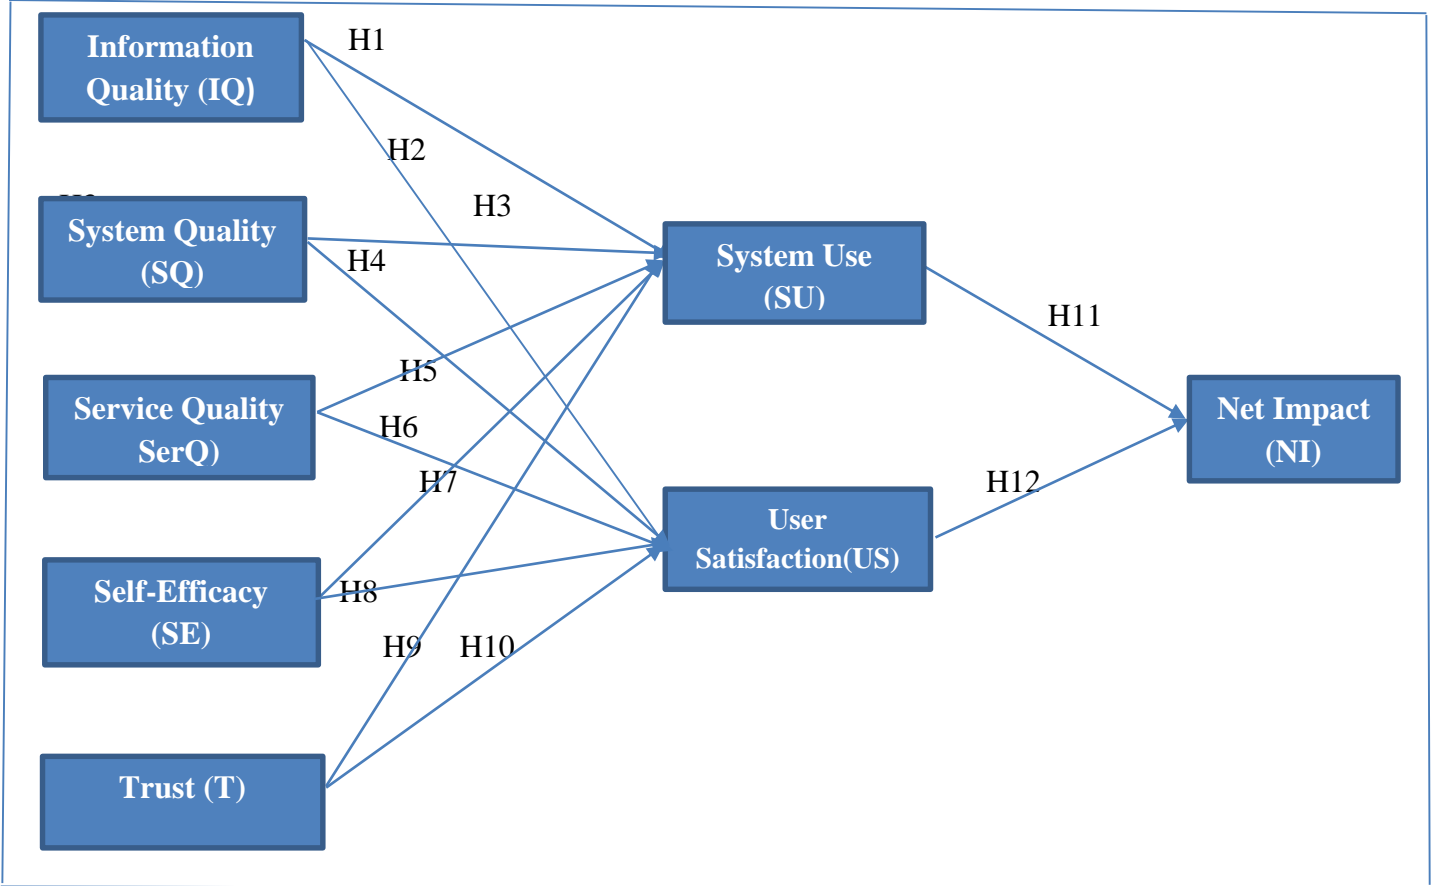 Information
Quality (IQ)
H1
H2
H3
System Quality
(SQ)
H4
System Use
(SU)
H11
H5
Service Quality
SerQ)
H6
Net Impact
(NI)
H7
H12
User
Satisfaction(US)
Self-Efficacy
(SE)
H8
H9
H10
Trust (T)